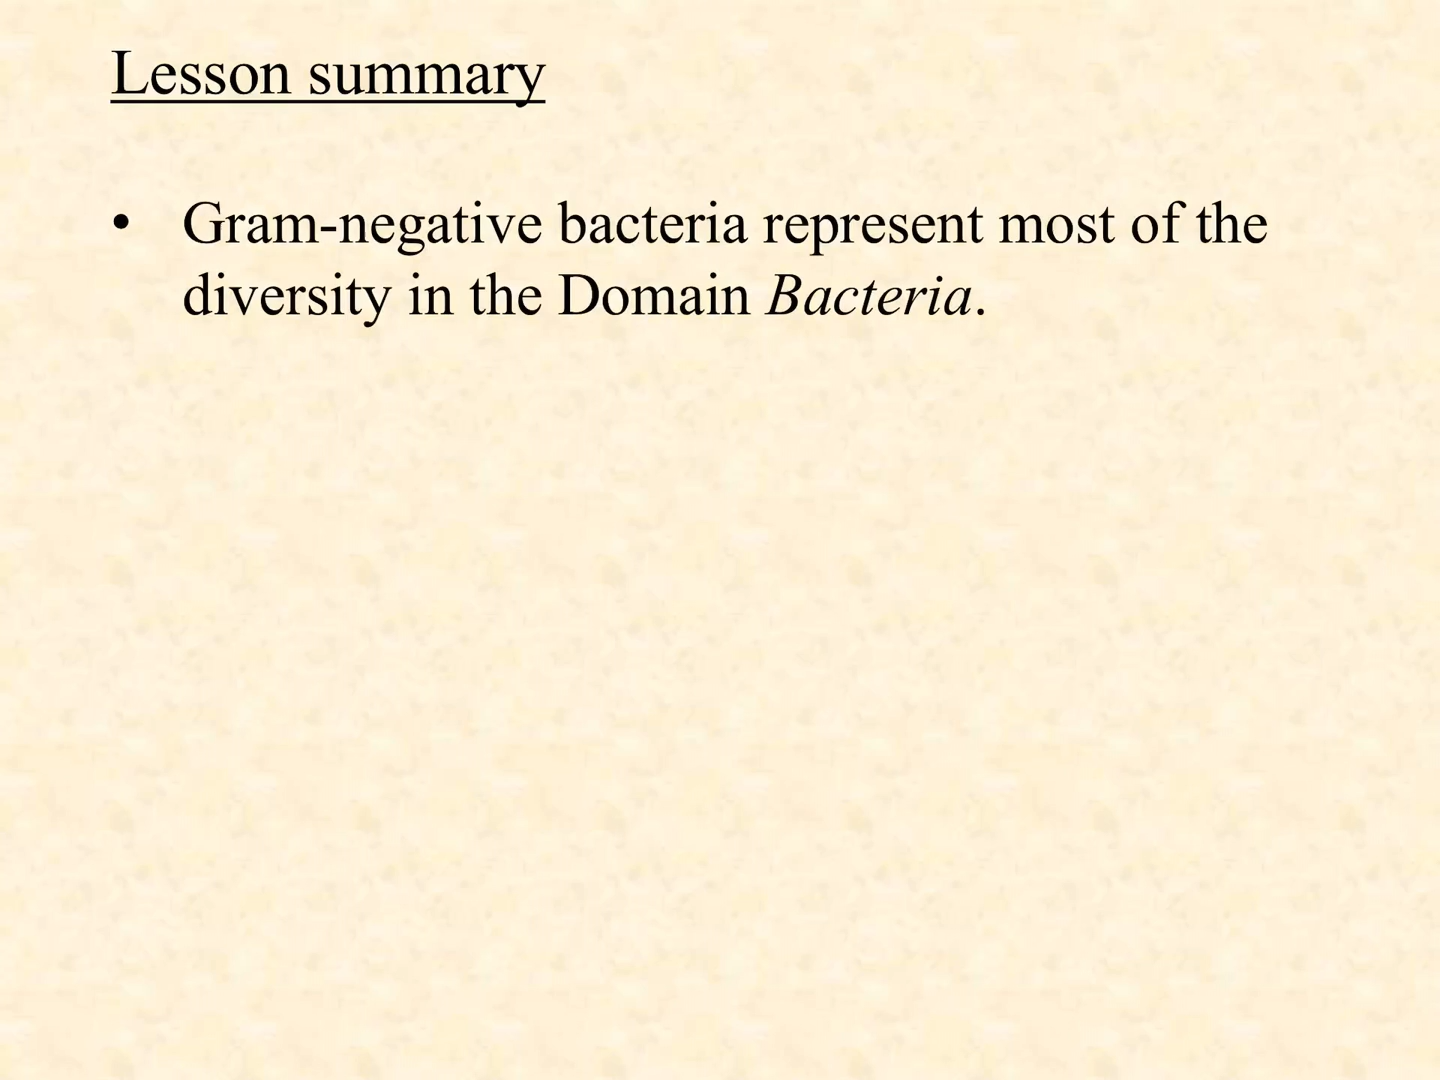 Lesson summary
• Gram-negative bacteria represent most of the
diversity in the Domain Bacteria.